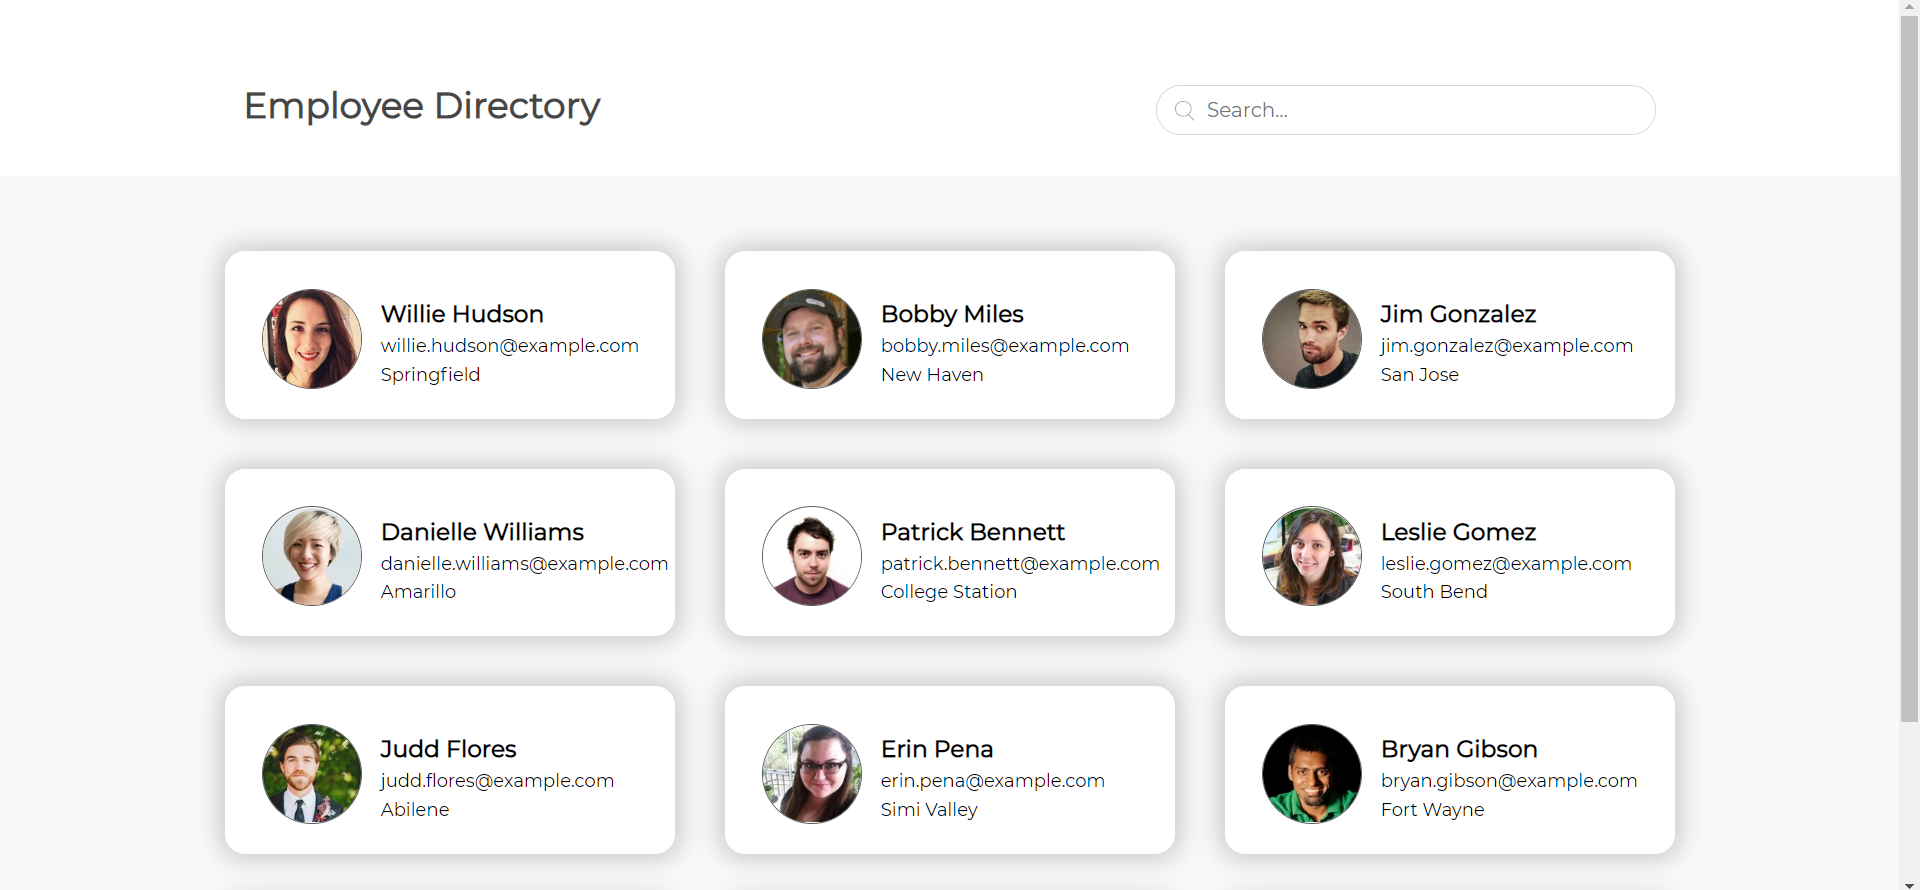 Employee Directory
Search...
Willie Hudson
willie.hudson@example.com
Springfield
Bobby Miles
bobby.miles@example.com
New Haven
Jim Gonzalez
jim.gonzalez@example.com
San Jose
Danielle Williams
danielle.williams@example.com
Amarillo
Patrick Bennett
patrick.bennett@example.com
College Station
Leslie Gomez
leslie.gomez@example.com
South Bend
Judd Flores
judd.flores@example.com
Abilene
Erin Pena
erin.pena@example.com
Simi Valley
Bryan Gibson
bryan.gibson@example.com
Fort Wayne